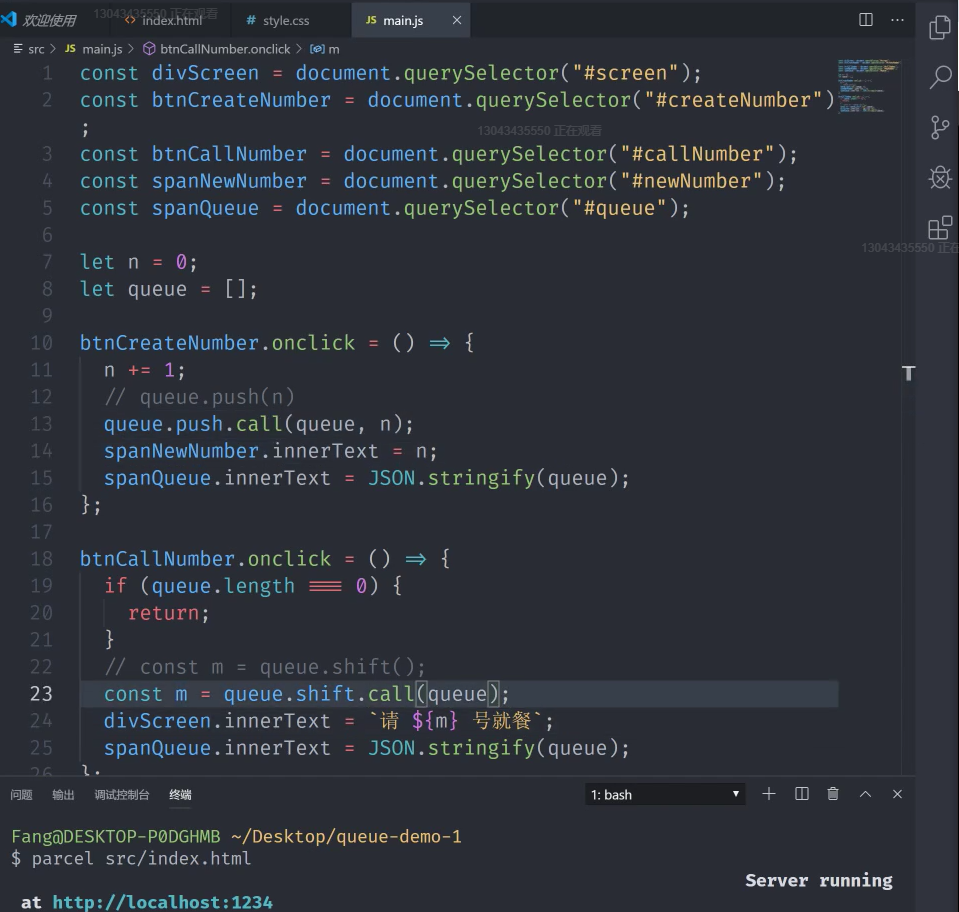 欢迎使用 <> index.html # style.css JS main.js ×
13043435550 正在观看
src > JS main.js > btnCallNumber.onclick > m
1 const divScreen = document.querySelector("#screen");
2 const btnCreateNumber = document.querySelector("#createNumber")
;
13043435550 正在观看
3 const btnCallNumber = document.querySelector("#callNumber");
4 const spanNewNumber = document.querySelector("#newNumber");
5 const spanQueue = document.querySelector("#queue");
13043435550 正在
6
7 let n = 0;
8 let queue = [];
9
10 btnCreateNumber.onclick = () => {
11 n += 1;
12 // queue.push(n)
13 queue.push.call(queue, n);
14 spanNewNumber.innerText = n;
15 spanQueue.innerText = JSON.stringify(queue);
16 };
17
18 btnCallNumber.onclick = () => {
19 if (queue.length === 0) {
20 return;
21 }
22 // const m = queue.shift();
23 const m = queue.shift.call(queue);
24 divScreen.innerText = `请 ${m} 号就餐`;
25 spanQueue.innerText = JSON.stringify(queue);
26 };
问题 输出 调试控制台 终端 1: bash
Fang@DESKTOP-P0DGHMB ~/Desktop/queue-demo-1
$ parcel src/index.html
Server running
at http://localhost:1234